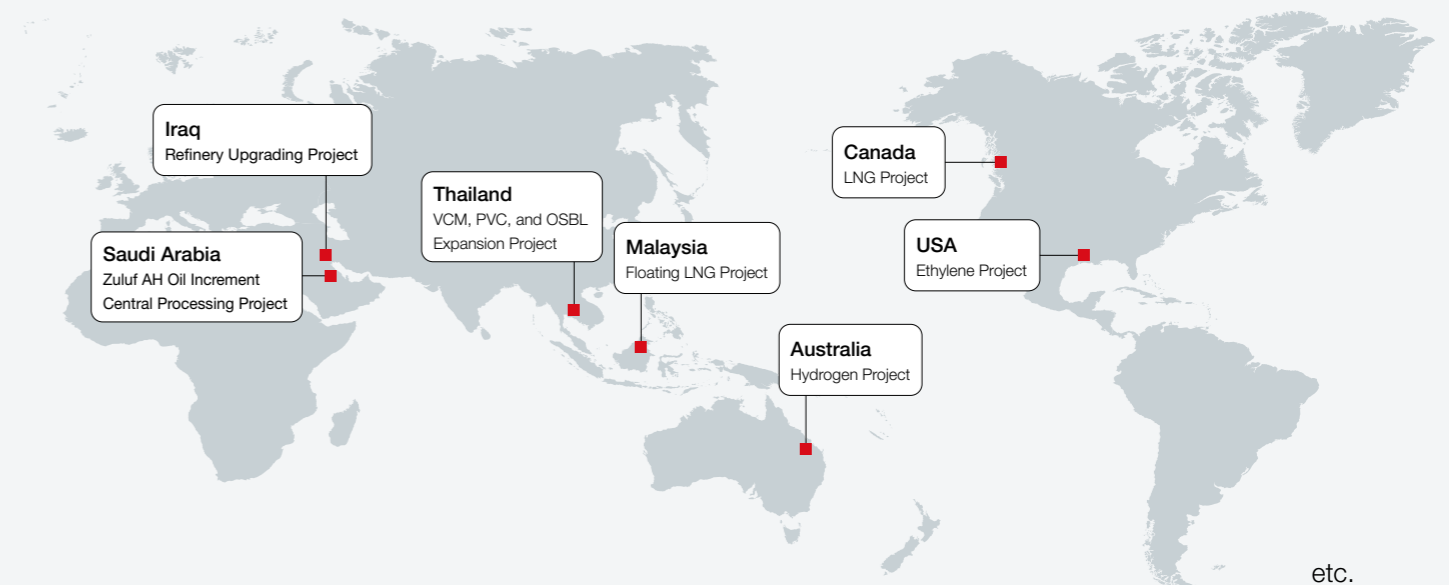 Iraq
Refinery Upgrading Project
Saudi Arabia
Zuluf AH Oil Increment
Central Processing Project
Thailand
VCM, PVC, and OSBL
Expansion Project
Malaysia
Floating LNG Project
Australia
Hydrogen Project
Canada
LNG Project
USA
Ethylene Project
etc.